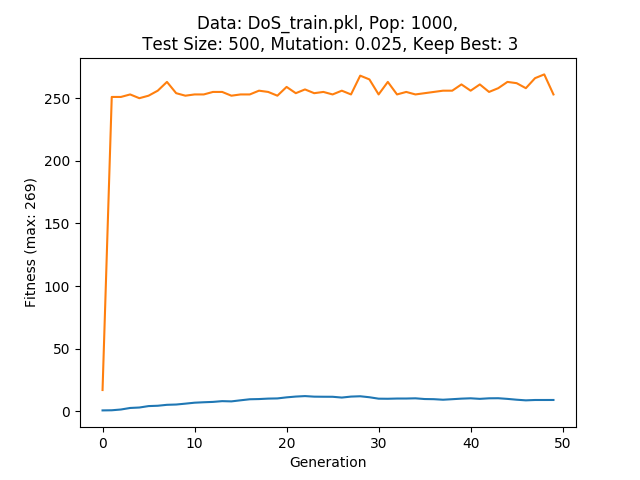 Data: DoS_train.pkl, Pop: 1000,
Test Size: 500, Mutation: 0.025, Keep Best: 3
250
200
150
100
50
0
Fitness (max: 269)
0 10 20 30 40 50
Generation